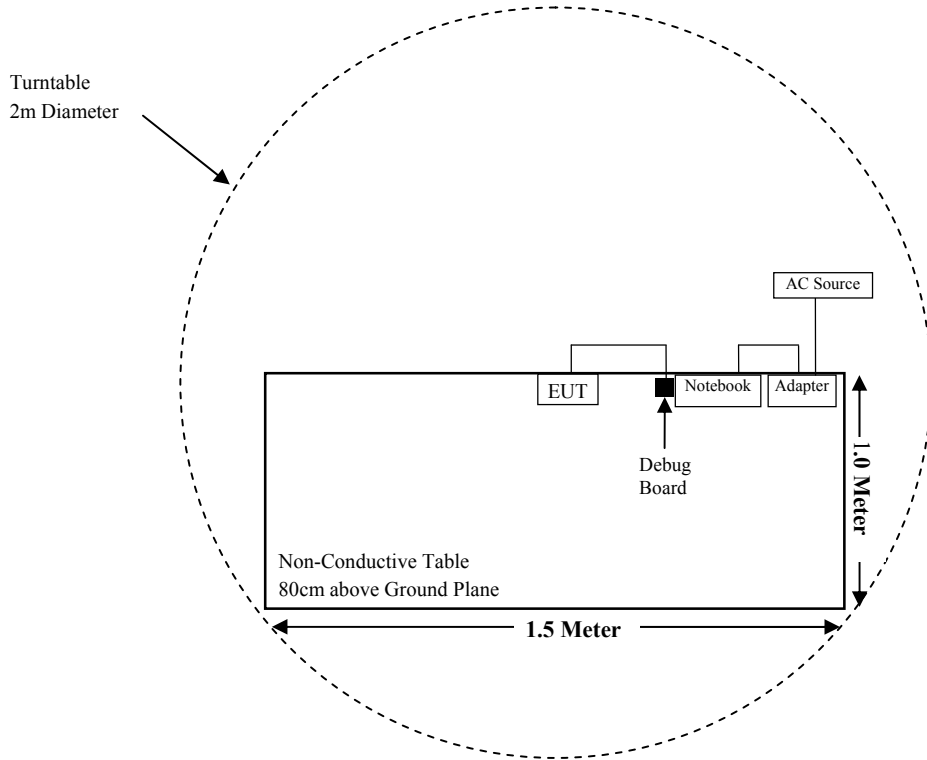 Turntable
2m Diameter
AC Source
EUT
Notebook
Adapter
Debug
Board
1.0 Meter
Non-Conductive Table
80cm above Ground Plane
1.5 Meter